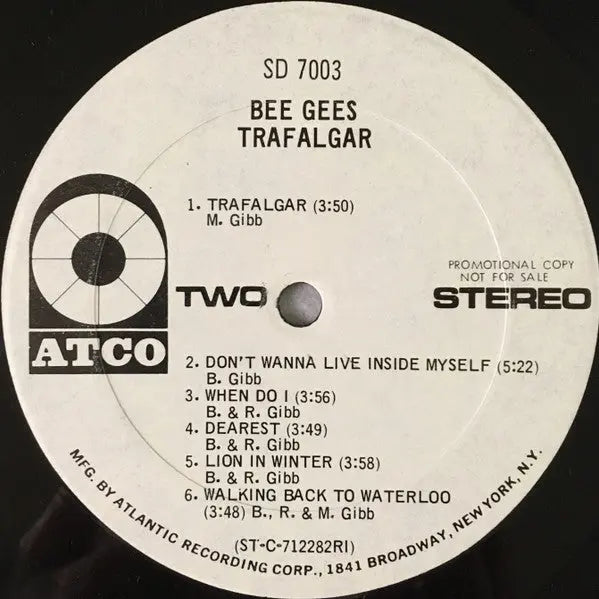 SD 7003
BEE GEES
TRAFALGAR
1. TRAFALGAR (3:50)
M. Gibb
PROMOTIONAL COPY
NOT FOR SALE
TWO
STEREO
ATCO
2. DON'T WANNA LIVE INSIDE MYSELF (5:22)
B. Gibb
3. WHEN DO I (3:56)
B. & R. Gibb
4. DEAREST (3:49)
B. & R. Gibb
5. LION IN WINTER (3:58)
B. & R. Gibb
6. WALKING BACK TO WATERLOO
(3:48) B., R. & M. Gibb
(ST-C-712282RI)
MFG. BY ATLANTIC RECORDING CORP., 1841 BROADWAY, NEW YORK, N.Y.